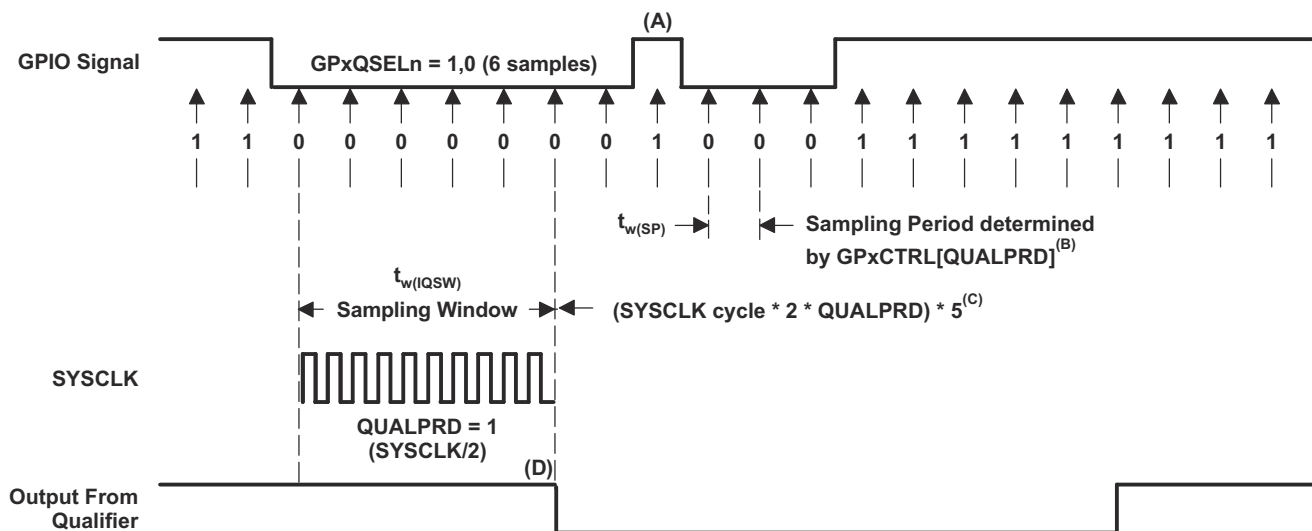 (A)
GPIO Signal
GPxQSELn = 1,0 (6 samples)
1 1 0 0 0 0 0 0 0 1 0 0 0 1 1 1 1 1 1 1 1 1
tw(SP)
Sampling Period determined
by GPxCTRL[QUALPRD](B)
tw(IQSW)
Sampling Window
(SYSCLK cycle * 2 * QUALPRD) * 5(C)
SYSCLK
QUALPRD = 1
(SYSCLK/2)
(D)
Output From
Qualifier